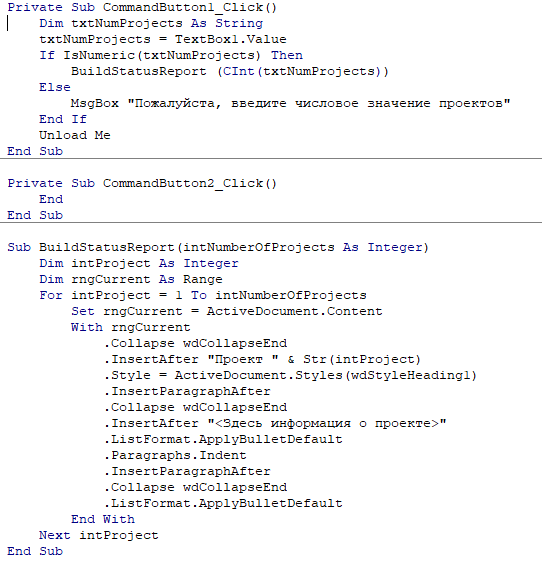 Private Sub CommandButton1_Click()
    Dim txtNumProjects As String
    txtNumProjects = TextBox1.Value
    If IsNumeric(txtNumProjects) Then
        BuildStatusReport (CInt(txtNumProjects))
    Else
        MsgBox "Пожалуйста, введите числовое значение проектов"
    End If
    Unload Me
End Sub
Private Sub CommandButton2_Click()
    End
End Sub
Sub BuildStatusReport(intNumberOfProjects As Integer)
    Dim intProject As Integer
    Dim rngCurrent As Range
    For intProject = 1 To intNumberOfProjects
        Set rngCurrent = ActiveDocument.Content
        With rngCurrent
            .Collapse wdCollapseEnd
            .InsertAfter "Проект " & Str(intProject)
            .Style = ActiveDocument.Styles(wdStyleHeading1)
            .InsertParagraphAfter
            .Collapse wdCollapseEnd
            .InsertAfter "<Здесь информация о проекте>"
            .ListFormat.ApplyBulletDefault
            .Paragraphs.Indent
            .InsertParagraphAfter
            .Collapse wdCollapseEnd
            .ListFormat.ApplyBulletDefault
        End With
    Next intProject
End Sub